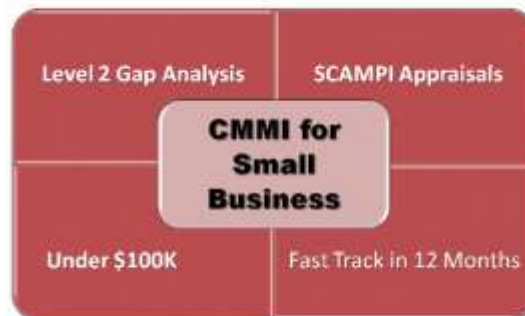 Level 2 Gap Analysis
SCAMPI Appraisals
CMMI for
Small
Business
Under $100K
Fast Track in 12 Months